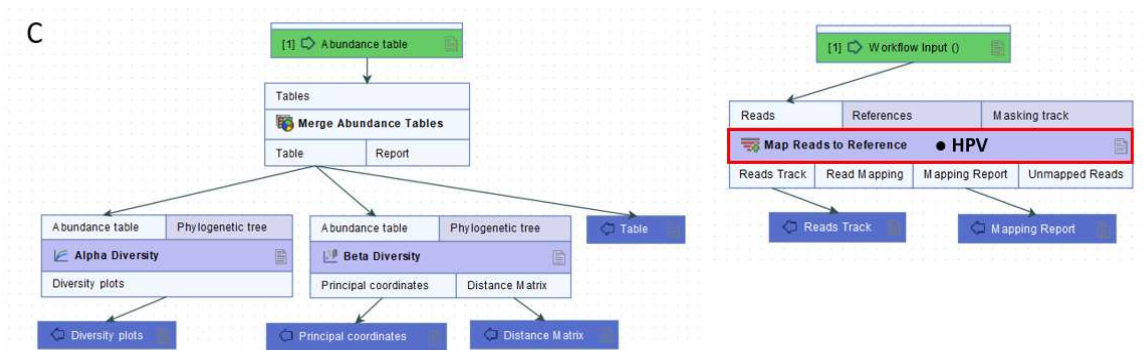 C
[1] Abundance table
Tables
Merge Abundance Tables
Table Report
Abundance table Phylogenetic tree
Alpha Diversity
Diversity plots
Abundance table Phylogenetic tree
Beta Diversity
Principal coordinates Distance Matrix
Table
Diversity plots
Principal coordinates
Distance Matrix
[1] Workflow Input ()
Reads References Masking track
Map Reads to Reference • HPV
Reads Track Read Mapping Mapping Report Unmapped Reads
Reads Track
Mapping Report